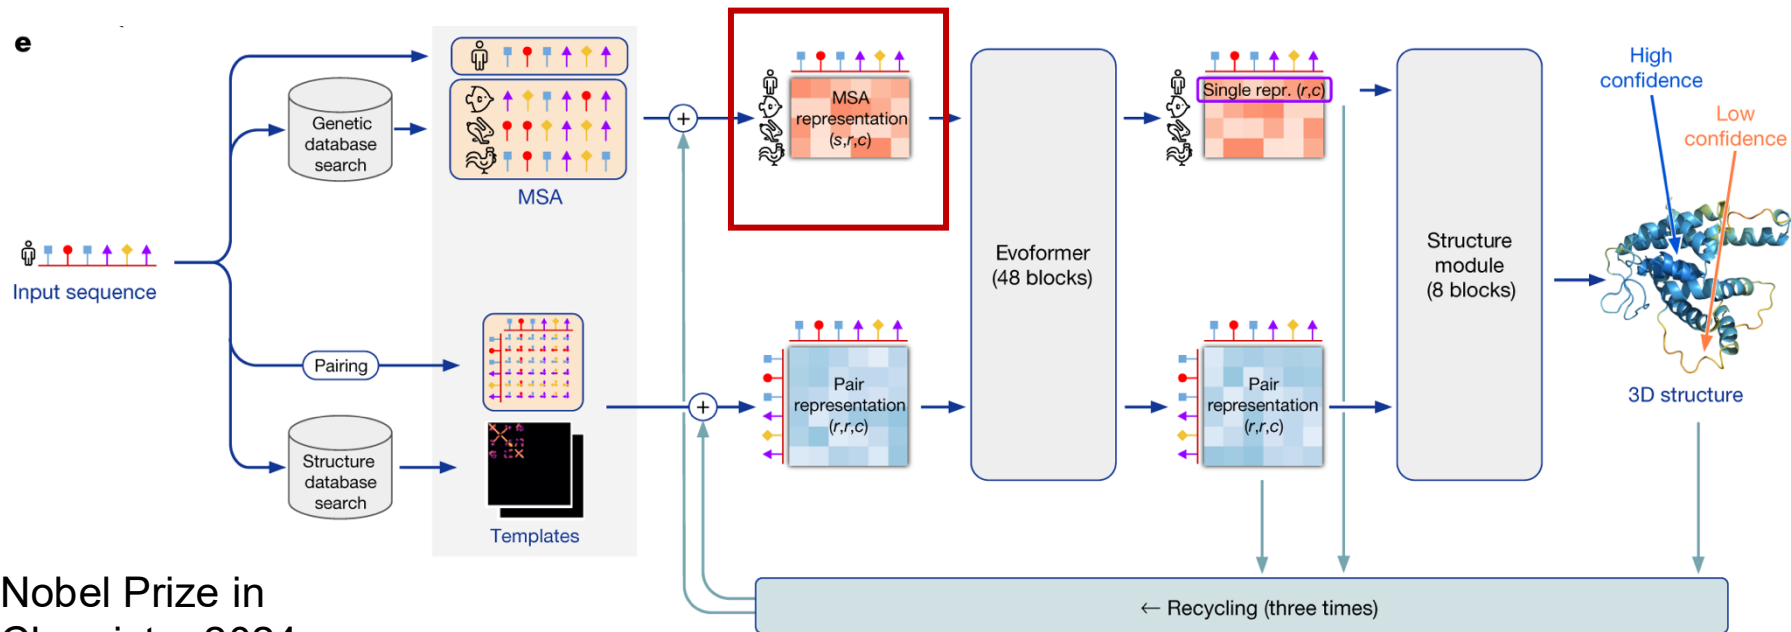 e
Genetic
database
search
MSA
Input sequence
Pairing
Structure
database
search
Templates
MSA
representation
(s,r,c)
Pair
representation
(r,r,c)
Evoformer
(48 blocks)
Single repr. (r,c)
Pair
representation
(r,r,c)
Structure
module
(8 blocks)
High
confidence
Low
confidence
3D structure
← Recycling (three times)
Nobel Prize in